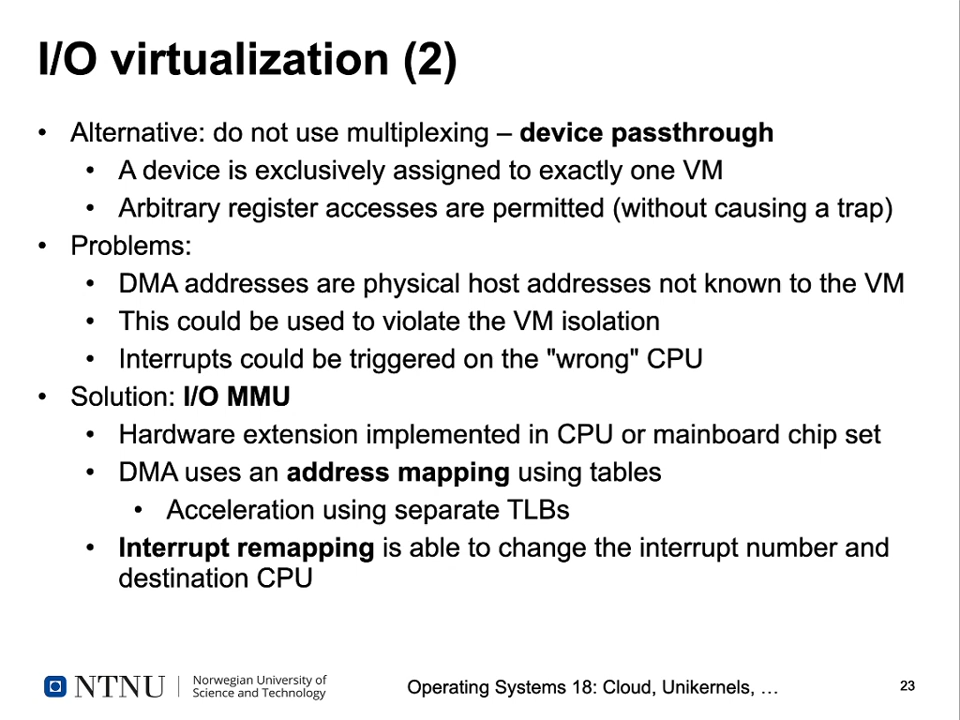 I/O virtualization (2)
• Alternative: do not use multiplexing – device passthrough
• A device is exclusively assigned to exactly one VM
• Arbitrary register accesses are permitted (without causing a trap)
• Problems:
• DMA addresses are physical host addresses not known to the VM
• This could be used to violate the VM isolation
• Interrupts could be triggered on the "wrong" CPU
• Solution: I/O MMU
• Hardware extension implemented in CPU or mainboard chip set
• DMA uses an address mapping using tables
• Acceleration using separate TLBs
• Interrupt remapping is able to change the interrupt number and
destination CPU
NTNU
Norwegian University of
Science and Technology
Operating Systems 18: Cloud, Unikernels, …
23